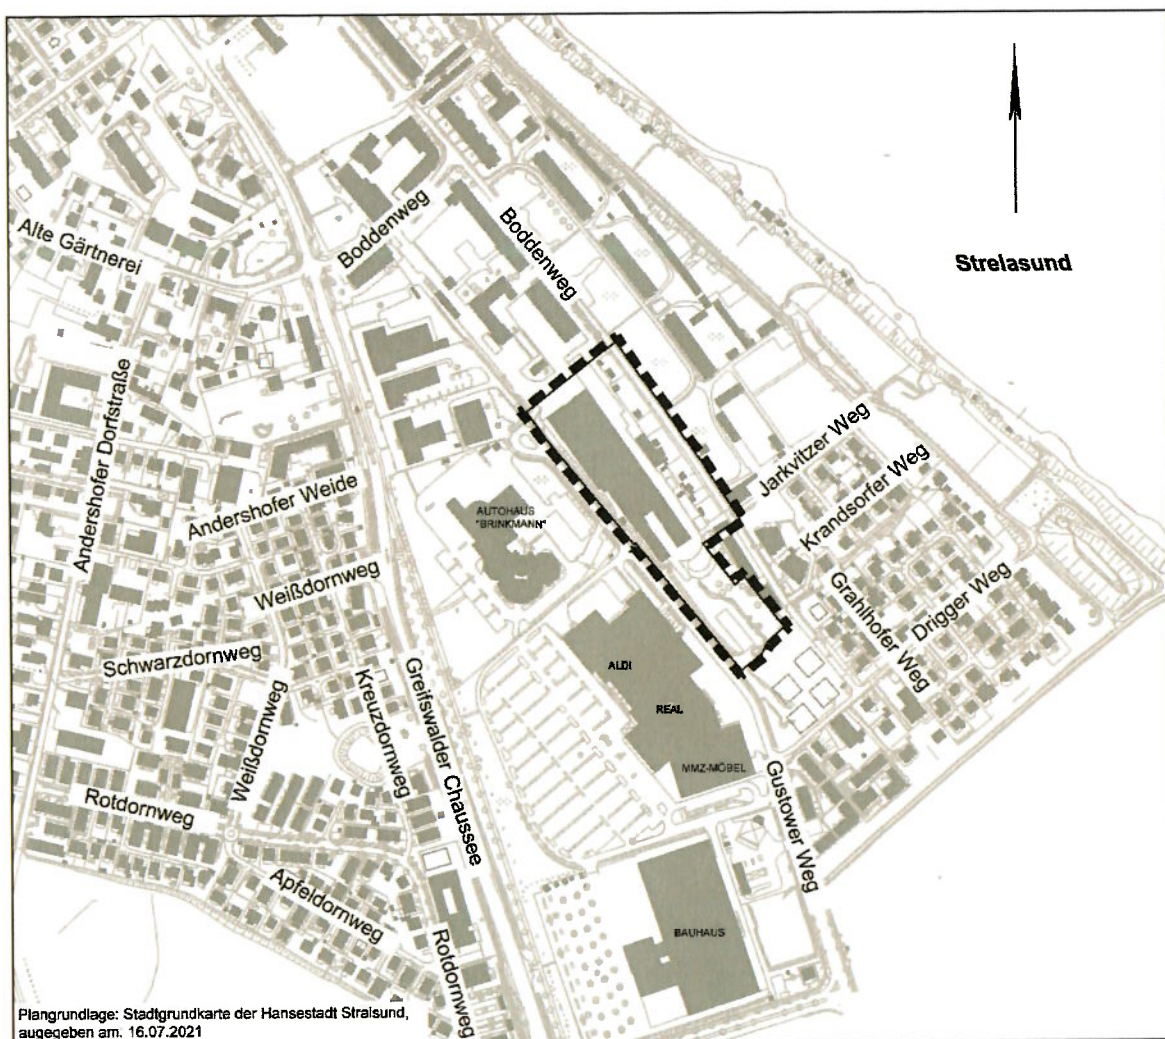 Strelasund
Boddenweg
Boddenweg
Alte Gärtnerei
Andershofer Dorfstraße
Jarkvitzer Weg
Krandsorfer Weg
Andershofer Weide
AUTOHAUS
"BRINKMANN"
Weißdornweg
Grahlhofer Weg
Drigger Weg
Schwarzdornweg
Kreuzdornweg
Greifswalder Chaussee
ALDI
REAL
MMZ-MÖBEL
Weißdornweg
Gustower Weg
Rotdornweg
Apfeldornweg
Rotdornweg
BAUHAUS
Plangrundlage: Stadtgrundkarte der Hansestadt Stralsund,
augegeben am: 16.07.2021